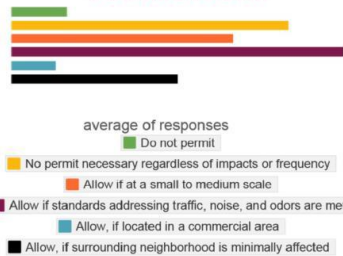 average of responses
Do not permit
No permit necessary regardless of impacts or frequency
Allow if at a small to medium scale
Allow if standards addressing traffic, noise, and odors are me
Allow, if located in a commercial area
Allow, if surrounding neighborhood is minimally affected